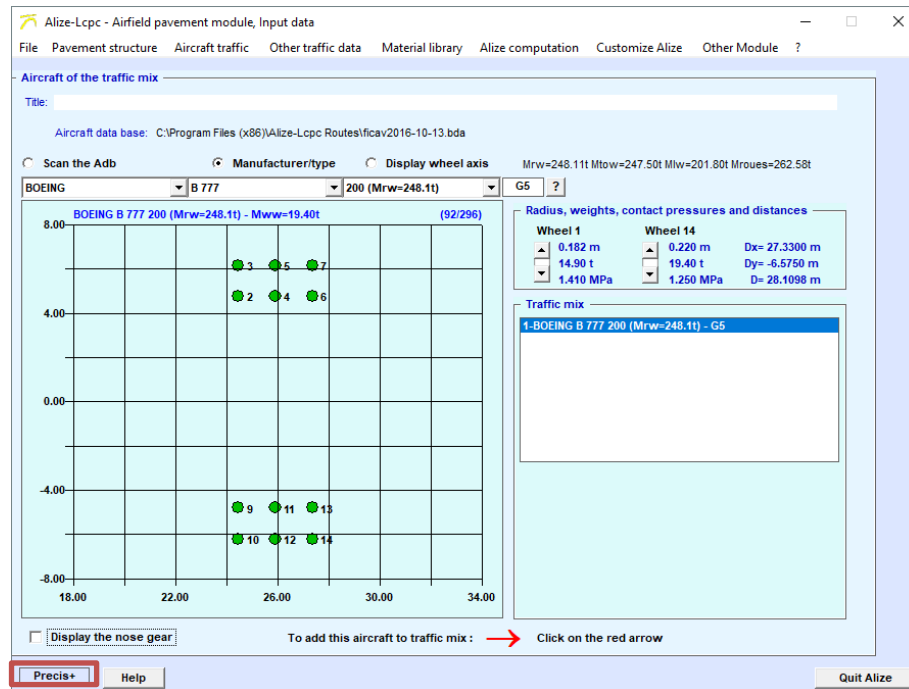 Alize-Lcpc - Airfield pavement module, Input data
File Pavement structure Aircraft traffic Other traffic data Material library Alize computation Customize Alize Other Module ?
Aircraft of the traffic mix
Title:
Aircraft data base: C:\Program Files (x86)\Alize-Lcpc Routes\ficav2016-10-13.bda
Scan the Adb Manufacturer/type Display wheel axis Mrw=248.11t Mtow=247.50t Mlw=201.80t Mroues=262.58t
BOEING B 777 200 (Mrw=248.1t) G5 ?
BOEING B 777 200 (Mrw=248.1t) - Mww=19.40t (92/296)
8.00
3 5 7
2 4 6
4.00
0.00
-4.00
9 11 13
10 12 14
-8.00
18.00 22.00 26.00 30.00 34.00
Radius, weights, contact pressures and distances
Wheel 1 Wheel 14
0.182 m 0.220 m Dx= 27.3300 m
14.90 t 19.40 t Dy= -6.5750 m
1.410 MPa 1.250 MPa D= 28.1098 m
Traffic mix
1-BOEING B 777 200 (Mrw=248.1t) - G5
Display the nose gear To add this aircraft to traffic mix : Click on the red arrow
Precis+ Help Quit Alize